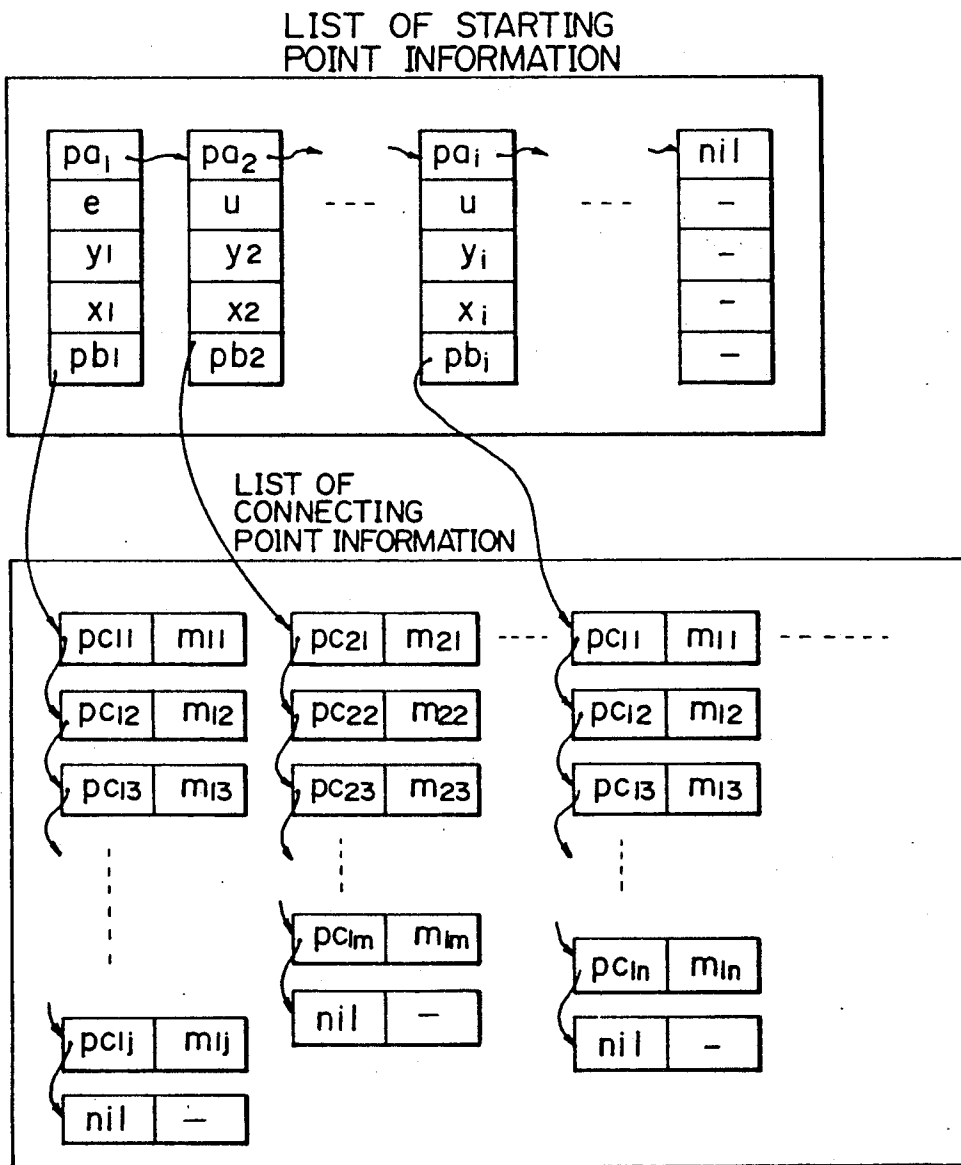 LIST OF STARTING
POINT INFORMATION
pa1 pa2 pai nil
e u --- u --- –
y1 y2 yi –
x1 x2 xi –
pb1 pb2 pbi –
LIST OF
CONNECTING
POINT INFORMATION
pc11 m11 pc21 m21 ---- pc11 m11 --------
pc12 m12 pc22 m22 pc12 m12
pc13 m13 pc23 m23 pc13 m13
pc1m m1m
pc1n m1n
nil –
pc1j m1j
nil –
nil –